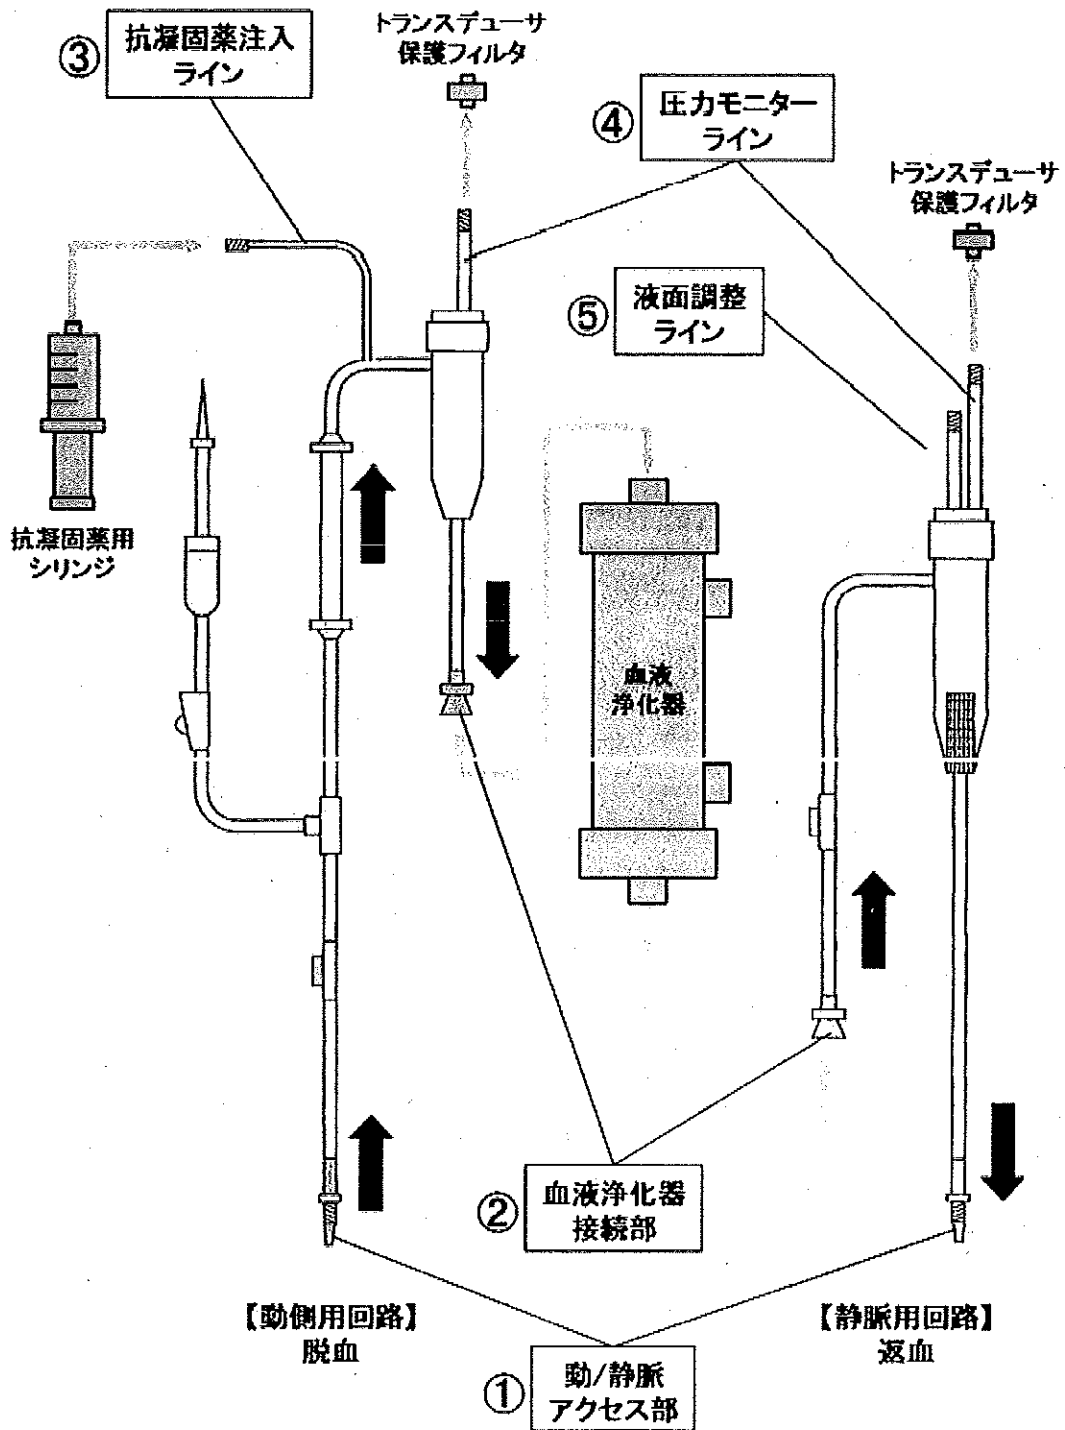 ③
抗凝固薬注入
ライン
トランスデューサ
保護フィルタ
④
圧力モニター
ライン
トランスデューサ
保護フィルタ
⑤
液面調整
ライン
抗凝固薬用
シリンジ
血液
浄化器
②
血液浄化器
接続部
【動側用回路】
脱血
【静脈用回路】
返血
①
動/静脈
アクセス部